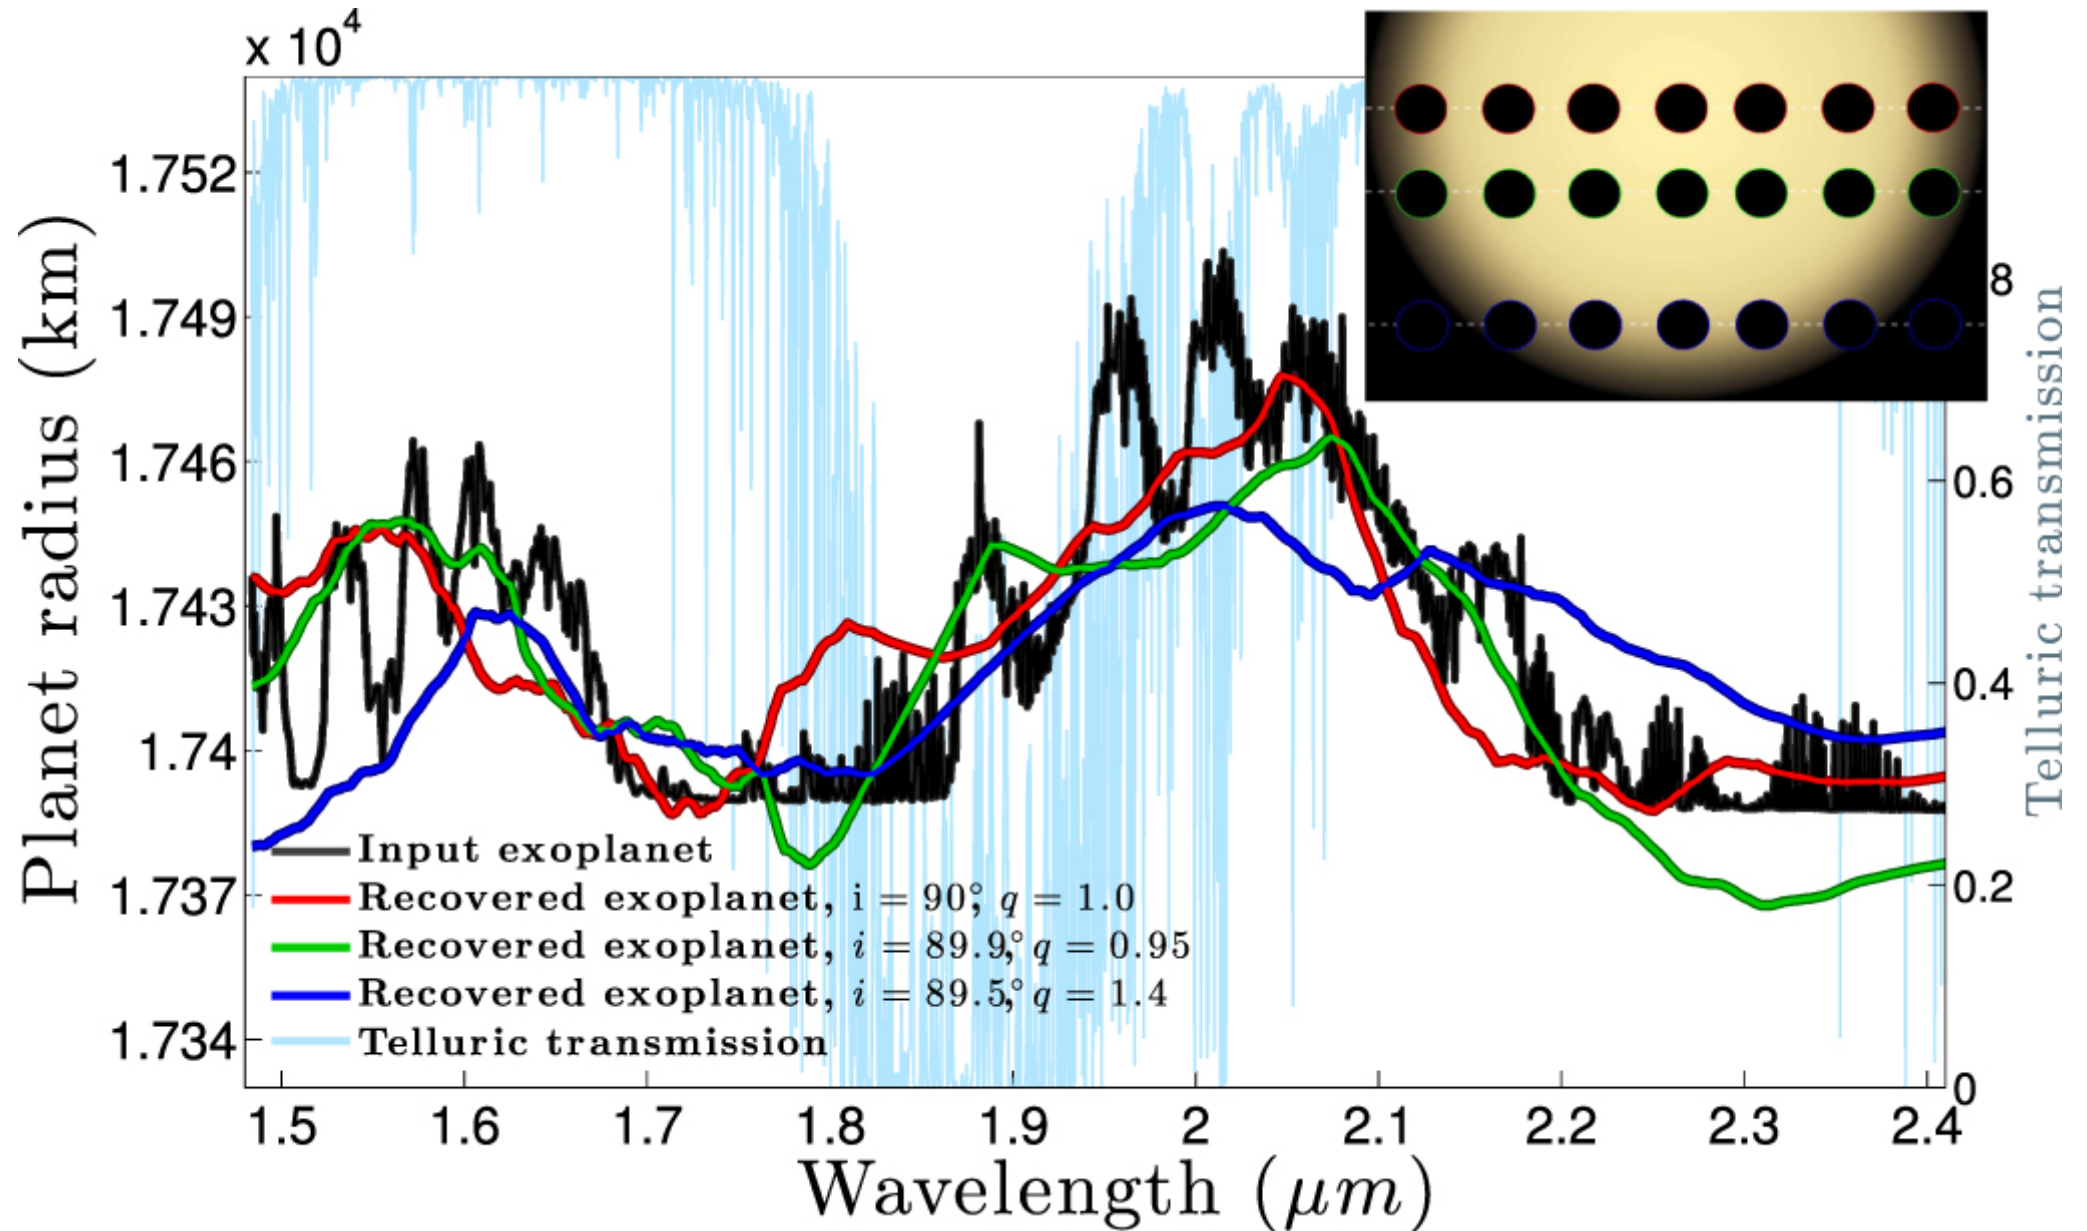 x 10^4
Planet radius (km)
1.752
1.749
1.746
1.743
1.74
1.737
1.734
Input exoplanet
Recovered exoplanet, i = 90°, q = 1.0
Recovered exoplanet, i = 89.9,° q = 0.95
Recovered exoplanet, i = 89.5,° q = 1.4
Telluric transmission
8
0.6
0.4
0.2
0
Telluric transmission
1.5 1.6 1.7 1.8 1.9 2 2.1 2.2 2.3 2.4
Wavelength (μm)